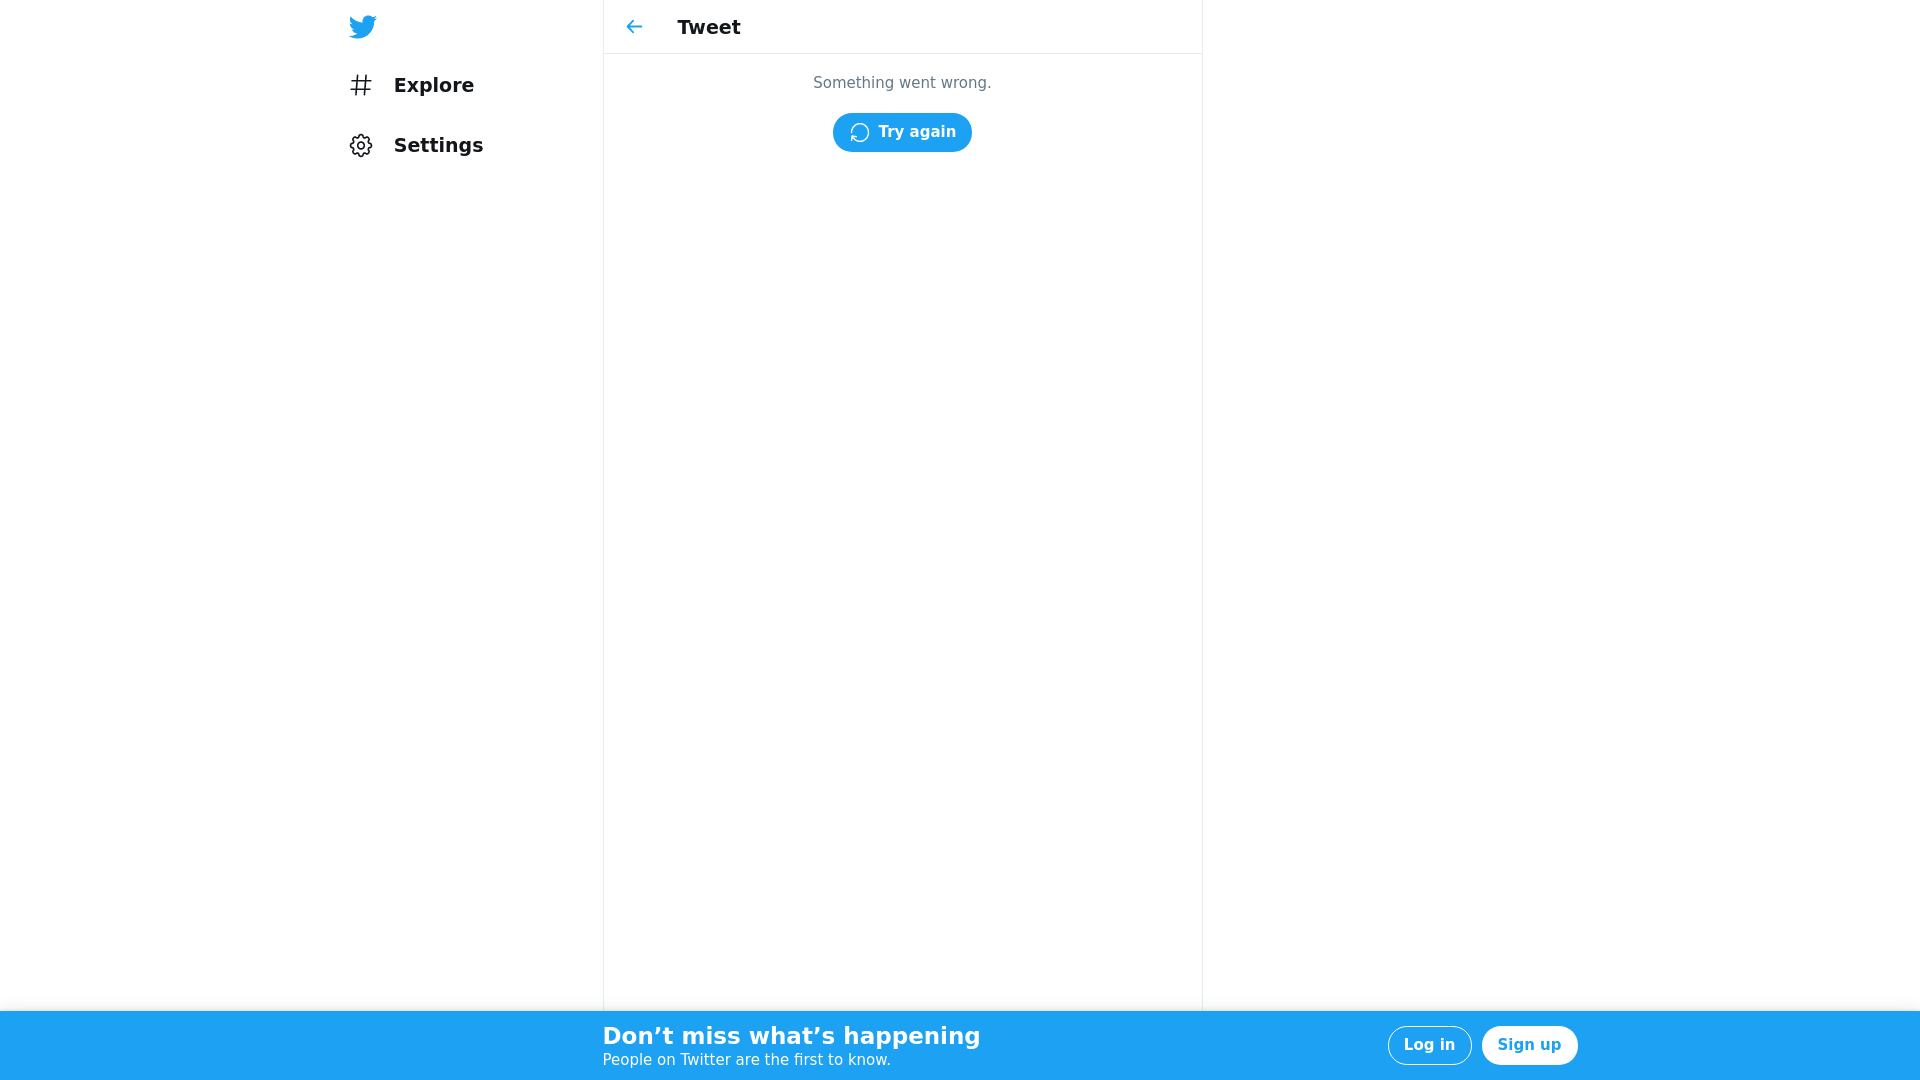 Explore
Settings
Tweet
Something went wrong.
Try again
Don’t miss what’s happening
People on Twitter are the first to know.
Log in
Sign up